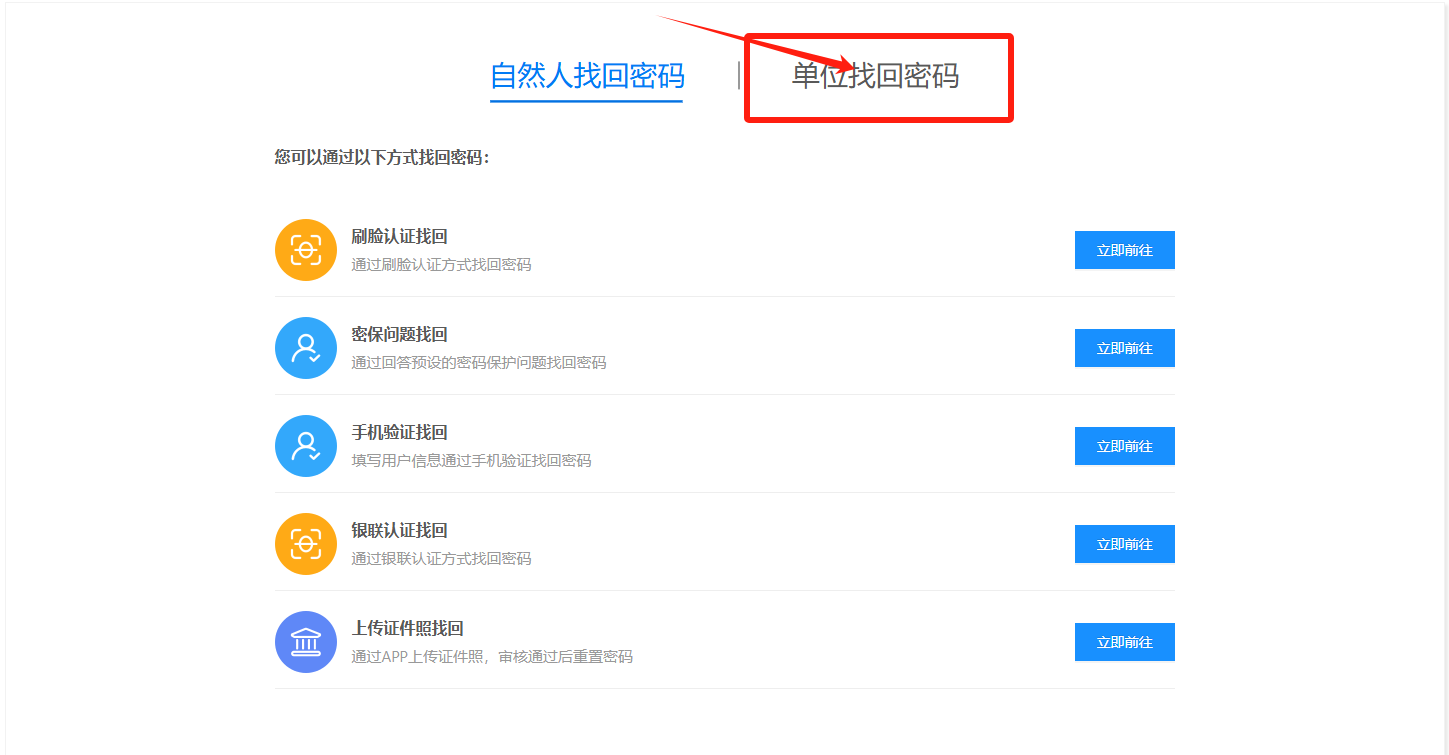 自然人找回密码 | 单位找回密码
您可以通过以下方式找回密码：
刷脸认证找回
通过刷脸认证方式找回密码
立即前往
密保问题找回
通过回答预设的密码保护问题找回密码
立即前往
手机验证找回
填写用户信息通过手机验证找回密码
立即前往
银联认证找回
通过银联认证方式找回密码
立即前往
上传证件照找回
通过APP上传证件照，审核通过后重置密码
立即前往